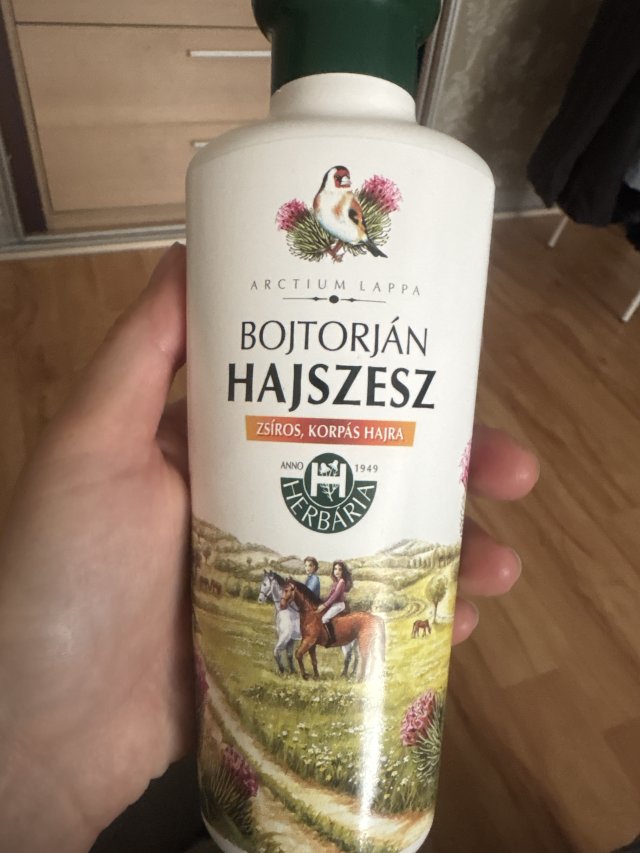 ARCTIUM LAPPA
BOJTORJÁN
HAJSZESZ
ZSÍROS, KORPÁS HAJRA
ANNO 1949
H
HERBÁRIA